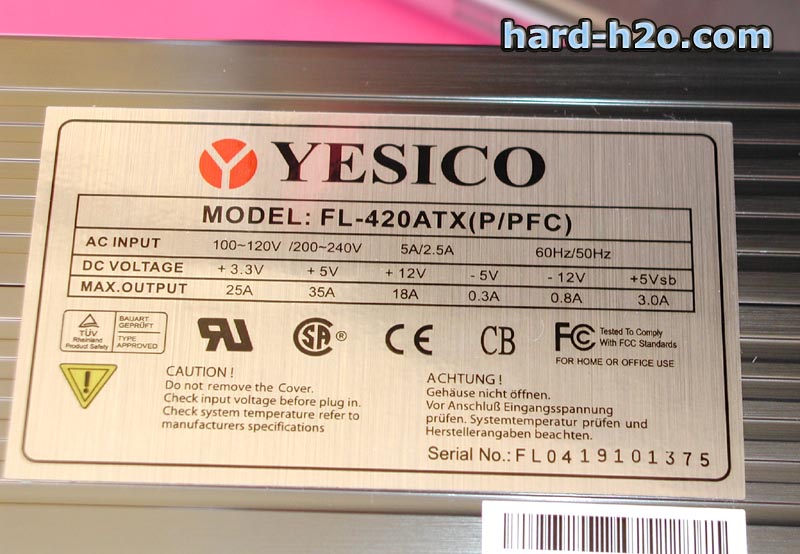 hard-h2o.com
YESICO
MODEL: FL-420ATX(P/PFC)
AC INPUT 100~120V /200~240V 5A/2.5A 60Hz/50Hz
DC VOLTAGE + 3.3V + 5V + 12V - 5V - 12V +5Vsb
MAX.OUTPUT 25A 35A 18A 0.3A 0.8A 3.0A
TÜV
Rheinland
Product Safety
BAUART
GEPRÜFT
TYPE
APPROVED
SA ®
CE
CB
FC
Tested To Comply
With FCC Standards
FOR HOME OR OFFICE USE
CAUTION !
Do not remove the Cover.
Check input voltage before plug in.
Check system temperature refer to
manufacturers specifications
ACHTUNG !
Gehäuse nicht öffnen.
Vor Anschluß Eingangsspannung
prüfen. Systemtemperatur prüfen und
Herstellerangaben beachten.
Serial No.: FL0419101375